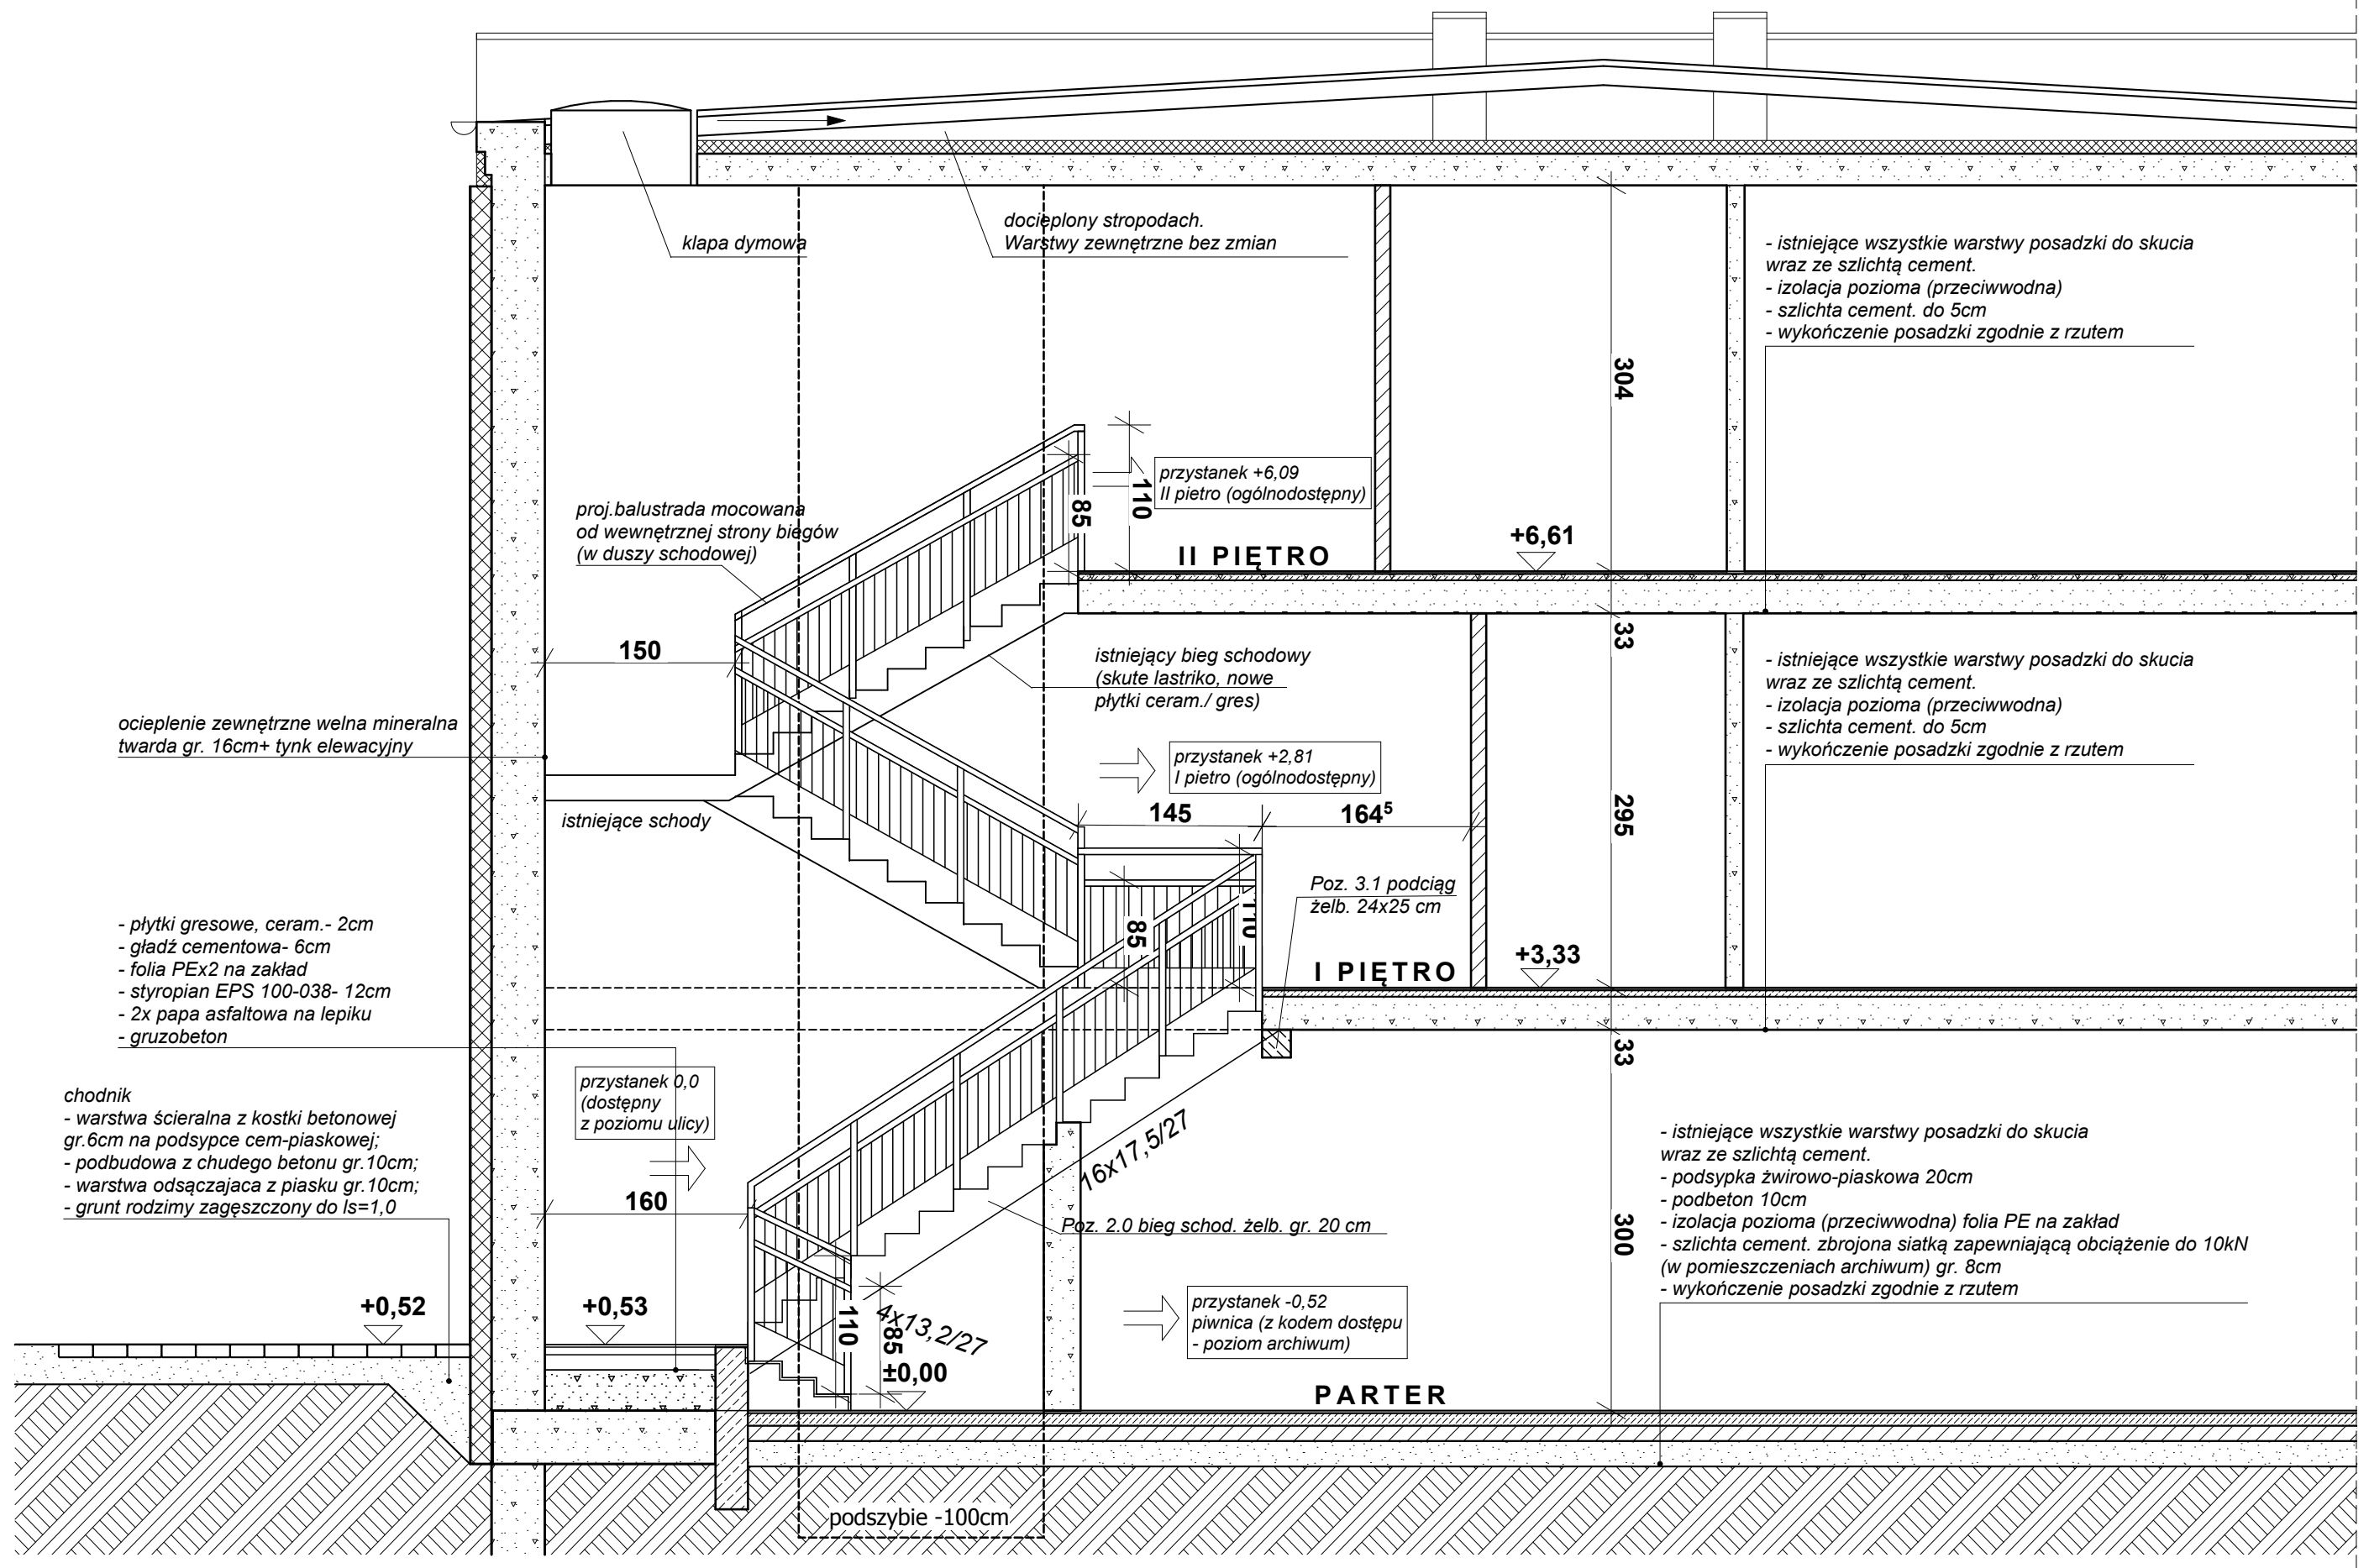 klapa dymowa
docieplony stropodach.
Warstwy zewnętrzne bez zmian
- istniejące wszystkie warstwy posadzki do skucia
wraz ze szlichtą cement.
- izolacja pozioma (przeciwwodna)
- szlichta cement. do 5cm
- wykończenie posadzki zgodnie z rzutem
304
przystanek +6,09
II pietro (ogólnodostępny)
110
85
proj.balustrada mocowana
od wewnętrznej strony biegów
(w duszy schodowej)
II PIĘTRO
+6,61
33
150
istniejący bieg schodowy
(skute lastriko, nowe
płytki ceram./ gres)
- istniejące wszystkie warstwy posadzki do skucia
wraz ze szlichtą cement.
- izolacja pozioma (przeciwwodna)
- szlichta cement. do 5cm
- wykończenie posadzki zgodnie z rzutem
ocieplenie zewnętrzne welna mineralna
twarda gr. 16cm+ tynk elewacyjny
przystanek +2,81
I pietro (ogólnodostępny)
istniejące schody
145
164⁵
295
Poz. 3.1 podciąg
żelb. 24x25 cm
110
85
- płytki gresowe, ceram.- 2cm
- gładź cementowa- 6cm
- folia PEx2 na zakład
- styropian EPS 100-038- 12cm
- 2x papa asfaltowa na lepiku
- gruzobeton
I PIĘTRO
+3,33
33
przystanek 0,0
(dostępny
z poziomu ulicy)
chodnik
- warstwa ścieralna z kostki betonowej
gr.6cm na podsypce cem-piaskowej;
- podbudowa z chudego betonu gr.10cm;
- warstwa odsączajaca z piasku gr.10cm;
- grunt rodzimy zagęszczony do Is=1,0
16x17,5/27
160
Poz. 2.0 bieg schod. żelb. gr. 20 cm
300
- istniejące wszystkie warstwy posadzki do skucia
wraz ze szlichtą cement.
- podsypka żwirowo-piaskowa 20cm
- podbeton 10cm
- izolacja pozioma (przeciwwodna) folia PE na zakład
- szlichta cement. zbrojona siatką zapewniającą obciążenie do 10kN
(w pomieszczeniach archiwum) gr. 8cm
- wykończenie posadzki zgodnie z rzutem
+0,52
+0,53
110
85
4x13,2/27
±0,00
przystanek -0,52
piwnica (z kodem dostępu
- poziom archiwum)
PARTER
podszybie -100cm